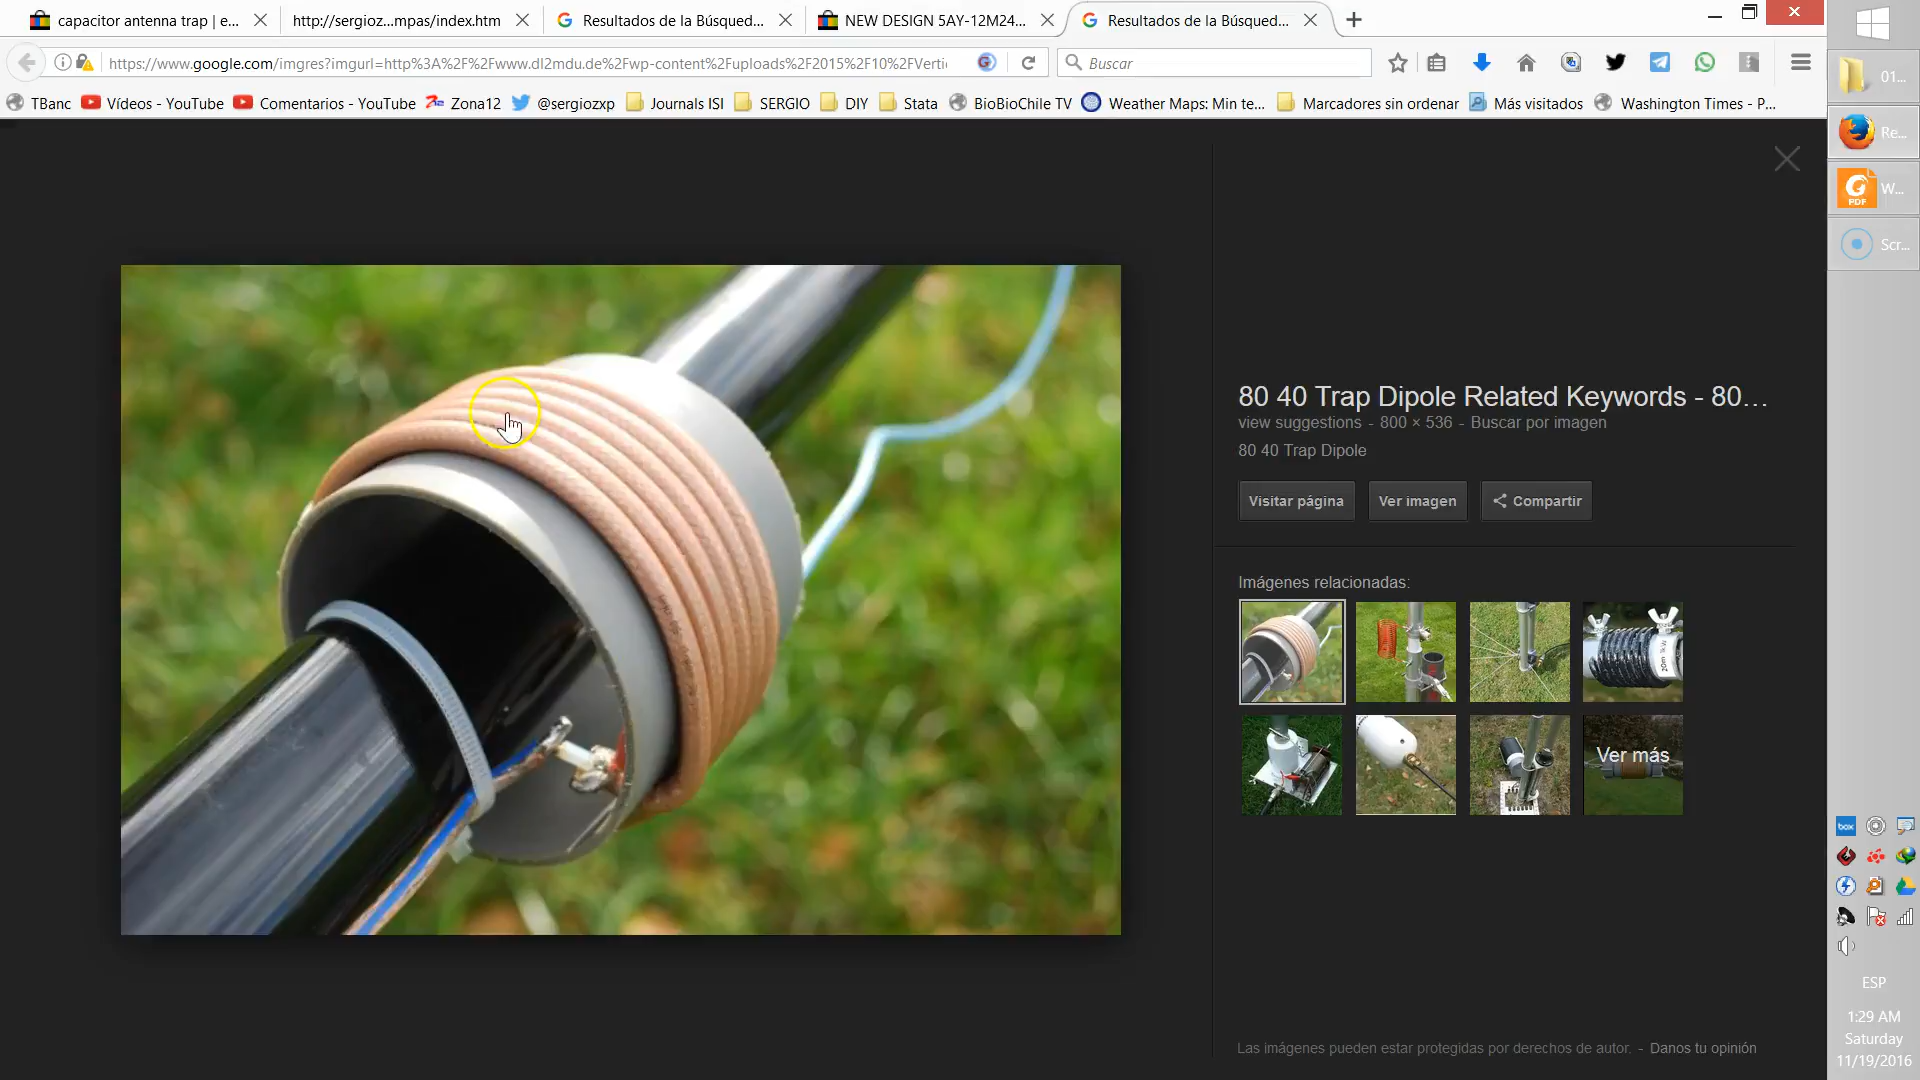 capacitor antenna trap | e...
http://sergioz...mpas/index.htm
Resultados de la Búsqued...
NEW DESIGN 5AY-12M24...
Resultados de la Búsqued...
https://www.google.com/imgres?imgurl=http%3A%2F%2Fwww.dl2mdu.de%2Fwp-content%2Fuploads%2F2015%2F10%2FVerti
Buscar
TBanc
Vídeos - YouTube
Comentarios - YouTube
Zona12
@sergiozxp
Journals ISI
SERGIO
DIY
Stata
BioBioChile TV
Weather Maps: Min te...
Marcadores sin ordenar
Más visitados
Washington Times - P...
01...
Re...
W...
PDF
Scr...
80 40 Trap Dipole Related Keywords - 80...
view suggestions - 800 × 536 - Buscar por imagen
80 40 Trap Dipole
Visitar página
Ver imagen
Compartir
Imágenes relacionadas:
20m 1kW
Ver más
box
Las imágenes pueden estar protegidas por derechos de autor. - Danos tu opinión
ESP
1:29 AM
Saturday
11/19/2016